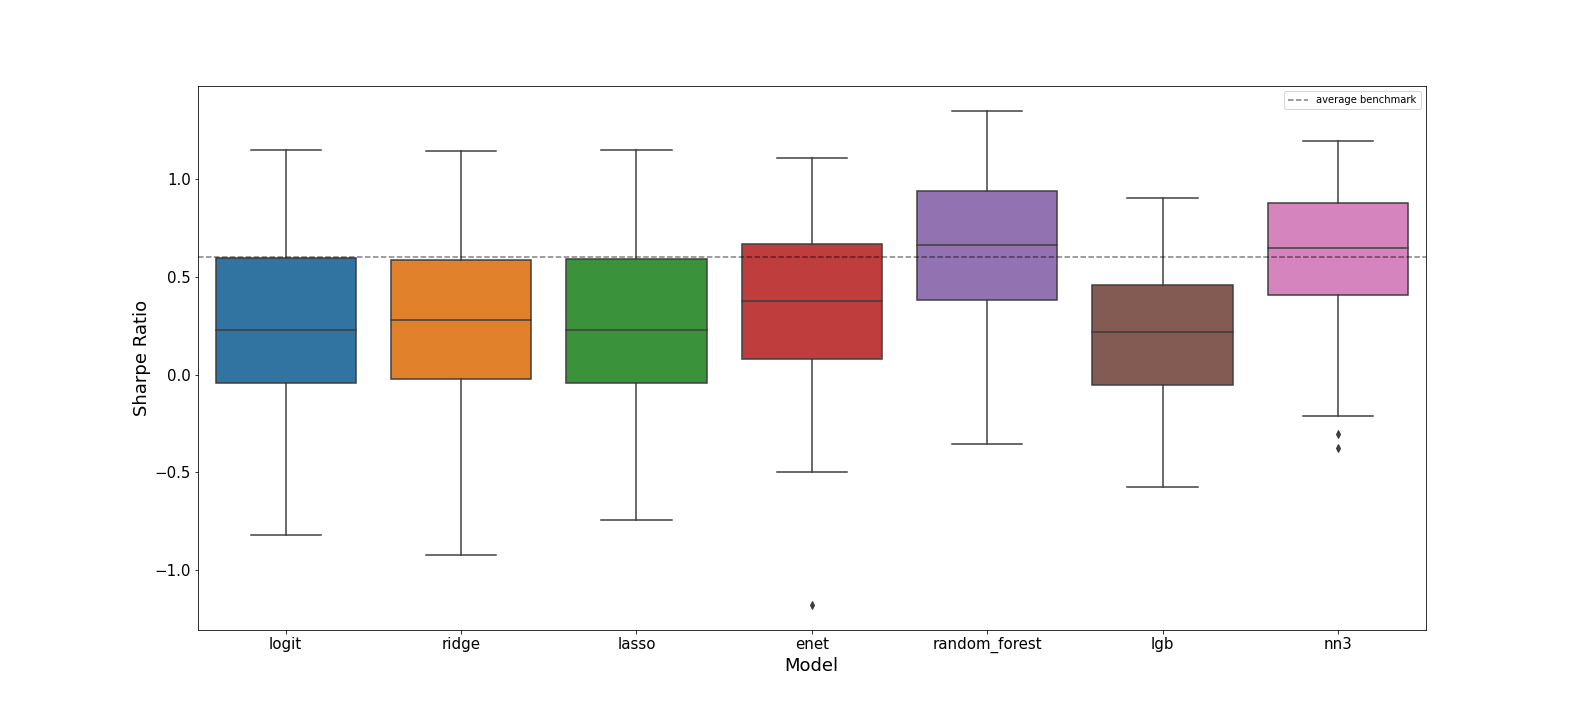 average benchmark
Sharpe Ratio
1.0
0.5
0.0
−0.5
−1.0
logit ridge lasso enet random_forest lgb nn3
Model